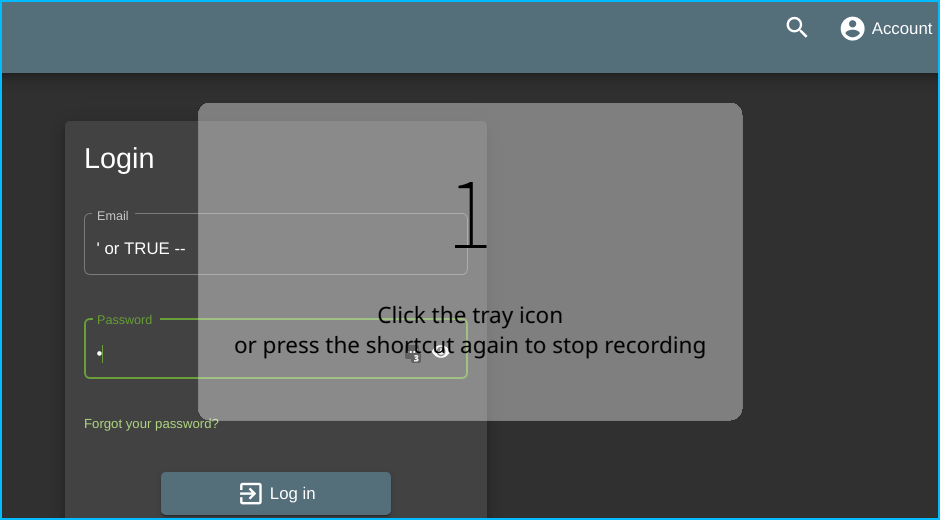 Account
Login
Email
' or TRUE --
1
Click the tray icon
Password
or press the shortcut again to stop recording
3
Forgot your password?
Log in